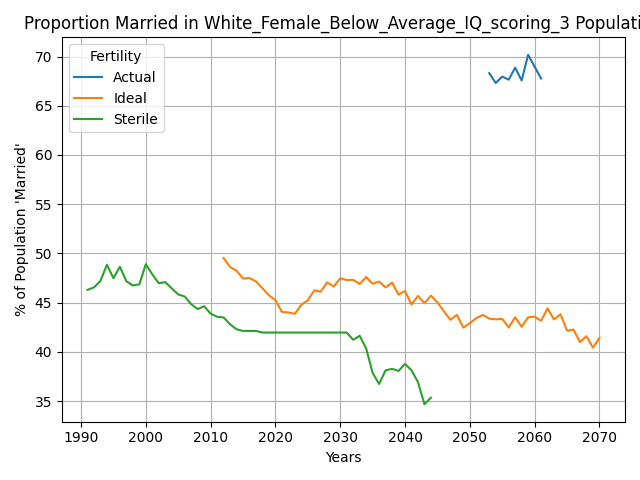 Proportion Married in White_Female_Below_Average_IQ_scoring_3 Populati
Fertility
Actual
Ideal
Sterile
% of Population 'Married'
70
65
60
55
50
45
40
35
1990 2000 2010 2020 2030 2040 2050 2060 2070
Years